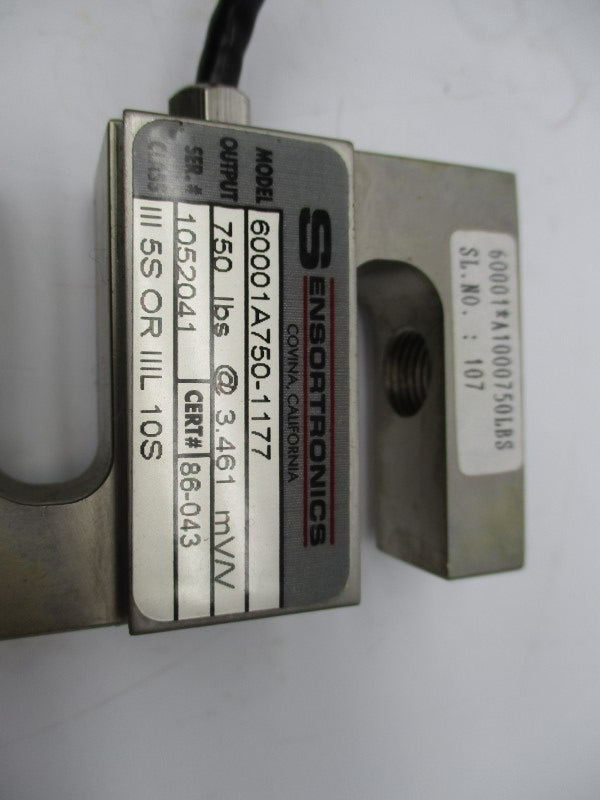 SENSORTRONICS
COVINA, CALIFORNIA
MODEL 60001A750-1177
OUTPUT 750 lbs @ 3.461 mV/V
SER. # 1052041 CERT# 86-043
CLASS III 5S OR IIIL 10S
60001*A1000750LBS
SL.NO. : 107